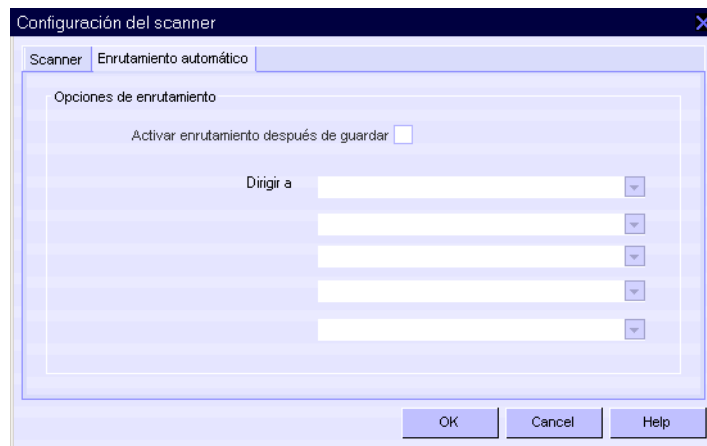 Configuración del scanner
Scanner Enrutamiento automático
Opciones de enrutamiento
Activar enrutamiento después de guardar
Dirigir a
OK Cancel Help